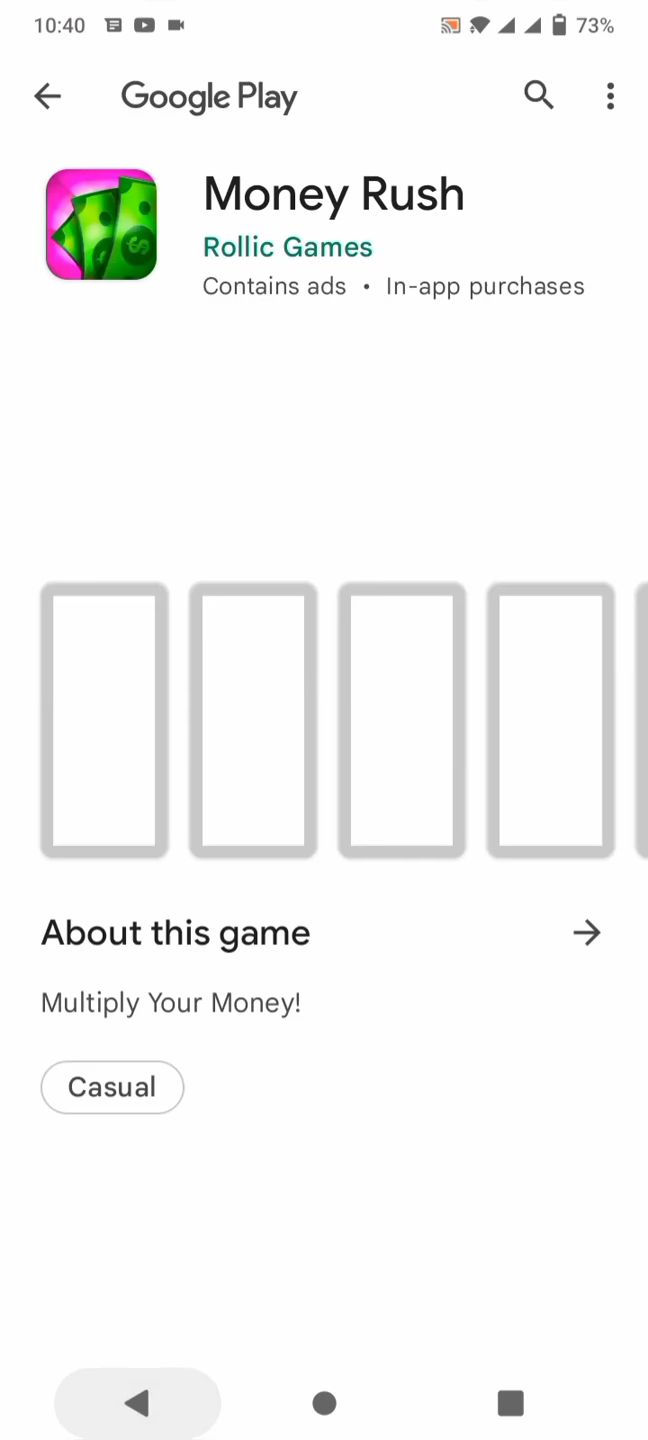 10:40 73%
Google Play
Money Rush
Rollic Games
Contains ads • In-app purchases
About this game
Multiply Your Money!
Casual